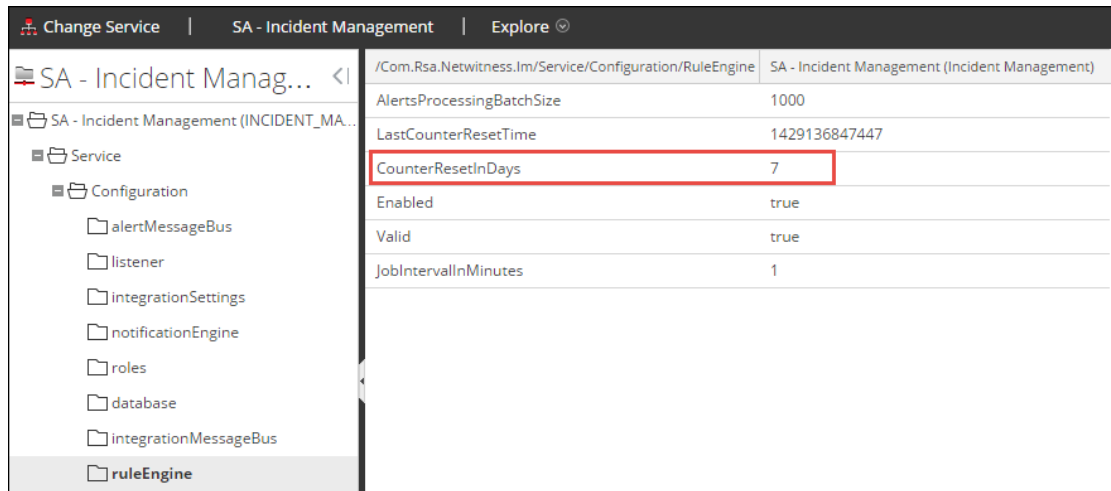 Change Service | SA - Incident Management | Explore
SA - Incident Manag...
SA - Incident Management (INCIDENT_MA...
Service
Configuration
alertMessageBus
listener
integrationSettings
notificationEngine
roles
database
integrationMessageBus
ruleEngine
/Com.Rsa.Netwitness.Im/Service/Configuration/RuleEngine SA - Incident Management (Incident Management)
AlertsProcessingBatchSize 1000
LastCounterResetTime 1429136847447
CounterResetInDays 7
Enabled true
Valid true
JobIntervalInMinutes 1